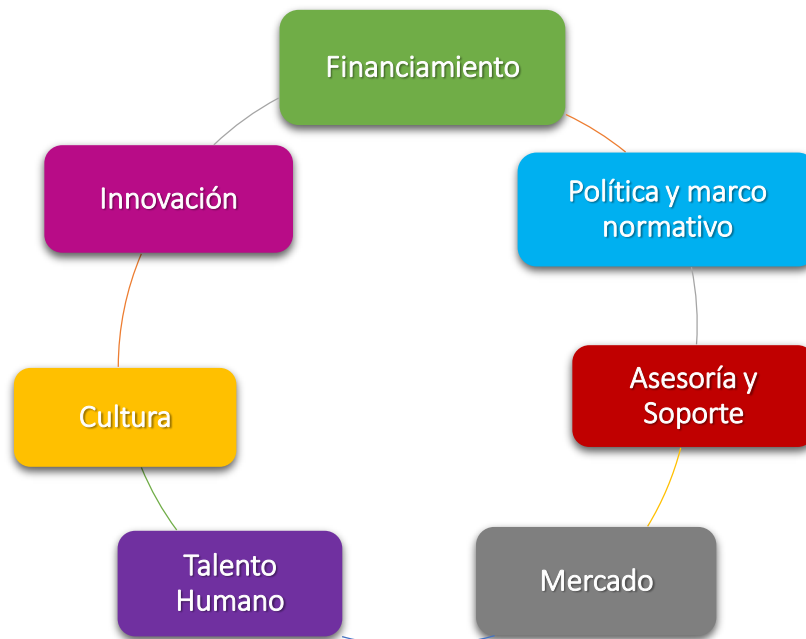 Financiamiento
Innovación
Política y marco
normativo
Cultura
Asesoría y
Soporte
Talento
Humano
Mercado